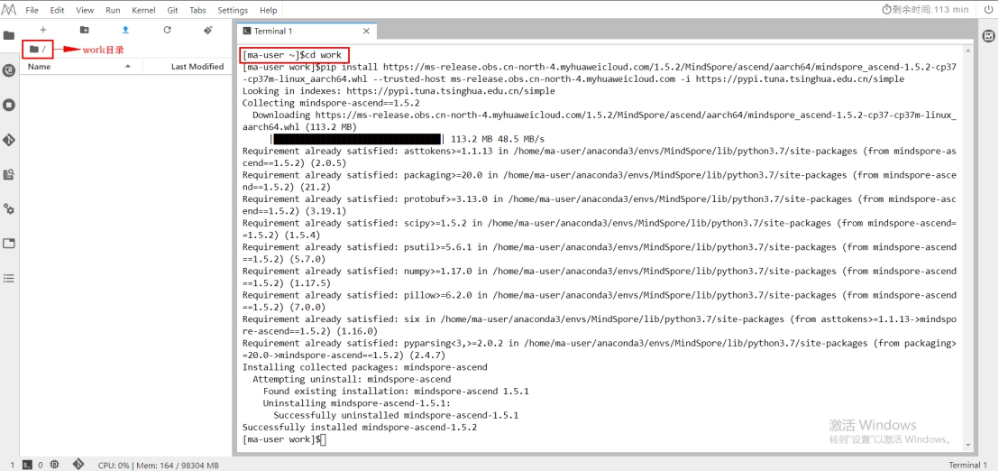 File Edit View Run Kernel Git Tabs Settings Help
剩余时间: 113 min
/ work目录
Name Last Modified
Terminal 1
[ma-user ~]$cd work
[ma-user work]$pip install https://ms-release.obs.cn-north-4.myhuaweicloud.com/1.5.2/MindSpore/ascend/aarch64/mindspore_ascend-1.5.2-cp37
-cp37m-linux_aarch64.whl --trusted-host ms-release.obs.cn-north-4.myhuaweicloud.com -i https://pypi.tuna.tsinghua.edu.cn/simple
Looking in indexes: https://pypi.tuna.tsinghua.edu.cn/simple
Collecting mindspore-ascend==1.5.2
Downloading https://ms-release.obs.cn-north-4.myhuaweicloud.com/1.5.2/MindSpore/ascend/aarch64/mindspore_ascend-1.5.2-cp37-cp37m-linux_
aarch64.whl (113.2 MB)
| | 113.2 MB 48.5 MB/s
Requirement already satisfied: asttokens>=1.1.13 in /home/ma-user/anaconda3/envs/MindSpore/lib/python3.7/site-packages (from mindspore-as
cend==1.5.2) (2.0.5)
Requirement already satisfied: packaging>=20.0 in /home/ma-user/anaconda3/envs/MindSpore/lib/python3.7/site-packages (from mindspore-asce
nd==1.5.2) (21.2)
Requirement already satisfied: protobuf>=3.13.0 in /home/ma-user/anaconda3/envs/MindSpore/lib/python3.7/site-packages (from mindspore-asc
end==1.5.2) (3.19.1)
Requirement already satisfied: scipy>=1.5.2 in /home/ma-user/anaconda3/envs/MindSpore/lib/python3.7/site-packages (from mindspore-ascend=
=1.5.2) (1.5.4)
Requirement already satisfied: psutil>=5.6.1 in /home/ma-user/anaconda3/envs/MindSpore/lib/python3.7/site-packages (from mindspore-ascend
==1.5.2) (5.7.0)
Requirement already satisfied: numpy>=1.17.0 in /home/ma-user/anaconda3/envs/MindSpore/lib/python3.7/site-packages (from mindspore-ascend
==1.5.2) (1.17.5)
Requirement already satisfied: pillow>=6.2.0 in /home/ma-user/anaconda3/envs/MindSpore/lib/python3.7/site-packages (from mindspore-ascend
==1.5.2) (7.0.0)
Requirement already satisfied: six in /home/ma-user/anaconda3/envs/MindSpore/lib/python3.7/site-packages (from asttokens>=1.1.13->mindspo
re-ascend==1.5.2) (1.16.0)
Requirement already satisfied: pyparsing<3,>=2.0.2 in /home/ma-user/anaconda3/envs/MindSpore/lib/python3.7/site-packages (from packaging>
=20.0->mindspore-ascend==1.5.2) (2.4.7)
Installing collected packages: mindspore-ascend
Attempting uninstall: mindspore-ascend
Found existing installation: mindspore-ascend 1.5.1
Uninstalling mindspore-ascend-1.5.1:
Successfully uninstalled mindspore-ascend-1.5.1
Successfully installed mindspore-ascend-1.5.2
[ma-user work]$
激活 Windows
转到"设置"以激活 Windows。
1 0 CPU: 0% | Mem: 164 / 98304 MB Terminal 1